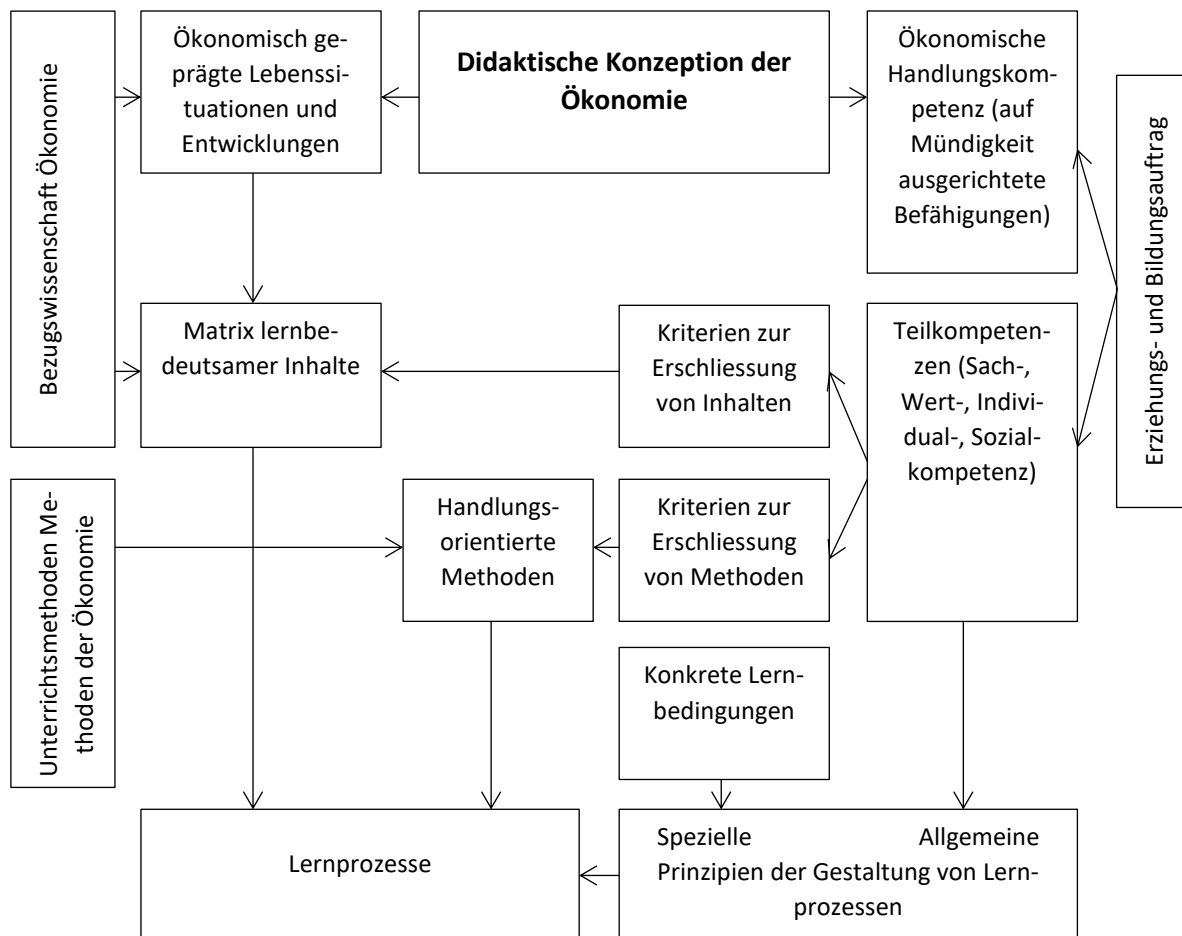 Bezugswissenschaft Ökonomie
Ökonomisch ge-
prägte Lebenssi-
tuationen und
Entwicklungen
Didaktische Konzeption der
Ökonomie
Ökonomische
Handlungskom-
petenz (auf
Mündigkeit
ausgerichtete
Befähigungen)
Erziehungs- und Bildungsauftrag
Matrix lernbe-
deutsamer Inhalte
Kriterien zur
Erschliessung
von Inhalten
Teilkompeten-
zen (Sach-,
Wert-, Individ-
dual-, Sozial-
kompetenz)
Unterrichtsmethoden Me-
thoden der Ökonomie
Handlungs-
orientierte
Methoden
Kriterien zur
Erschliessung
von Methoden
Konkrete Lern-
bedingungen
Lernprozesse
Spezielle Allgemeine
Prinzipien der Gestaltung von Lern-
prozessen